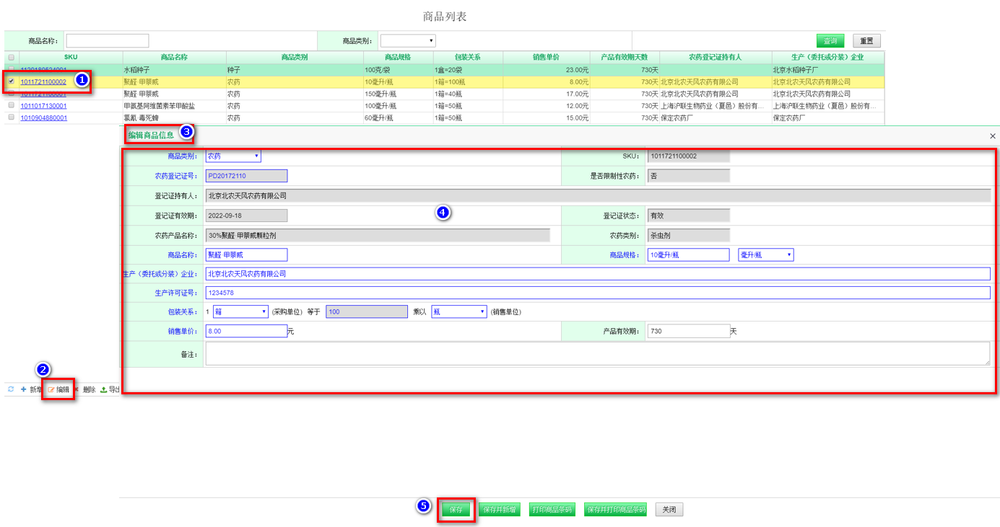 商品列表
商品名称： 商品类别： 查询 重置
SKU 商品名称 商品类别 商品规格 包装关系 销售单价 产品有效期天数 农药登记证持有人 生产（委托或分装）企业
1120180524001 水稻种子 种子 100克/袋 1盒=20袋 23.00元 730天 北京水稻种子厂
1011721100002 聚醛·甲萘威 农药 10毫升/瓶 1箱=100瓶 8.00元 730天 北京北农天风农药有限公司 北京北农天风农药有限公司
1011721100001 聚醛·甲萘威 农药 150毫升/瓶 1箱=40瓶 17.00元 730天 北京北农天风农药有限公司 北京北农天风农药有限公司
1011017130001 甲氨基阿维菌素苯甲酸盐 农药 100毫升/瓶 1箱=50瓶 12.00元 730天 上海沪联生物药业（夏邑）股份有... 上海沪联生物药业（夏邑）股份有...
1010904880001 氯氰·毒死蜱 农药 60毫升/瓶 1箱=50瓶 15.00元 730天 保定农药厂 保定农药厂
1
编辑商品信息 3 ×
商品类别： 农药 SKU： 1011721100002
农药登记证号： PD20172110 是否限制性农药： 否
登记证持有人： 北京北农天风农药有限公司
登记证有效期： 2022-09-18 4 登记证状态： 有效
农药产品名称： 30%聚醛·甲萘威颗粒剂 农药类别： 杀虫剂
商品名称： 聚醛·甲萘威 商品规格： 10毫升/瓶 毫升/瓶
生产（委托或分装）企业： 北京北农天风农药有限公司
生产许可证号： 1234578
包装关系： 1 箱 (采购单位) 等于 100 乘以 瓶 (销售单位)
销售单价： 8.00 元 产品有效期： 730 天
备注：
2
新增 编辑 删除 导出
5 保存 保存并新增 打印商品条码 保存并打印商品条码 关闭